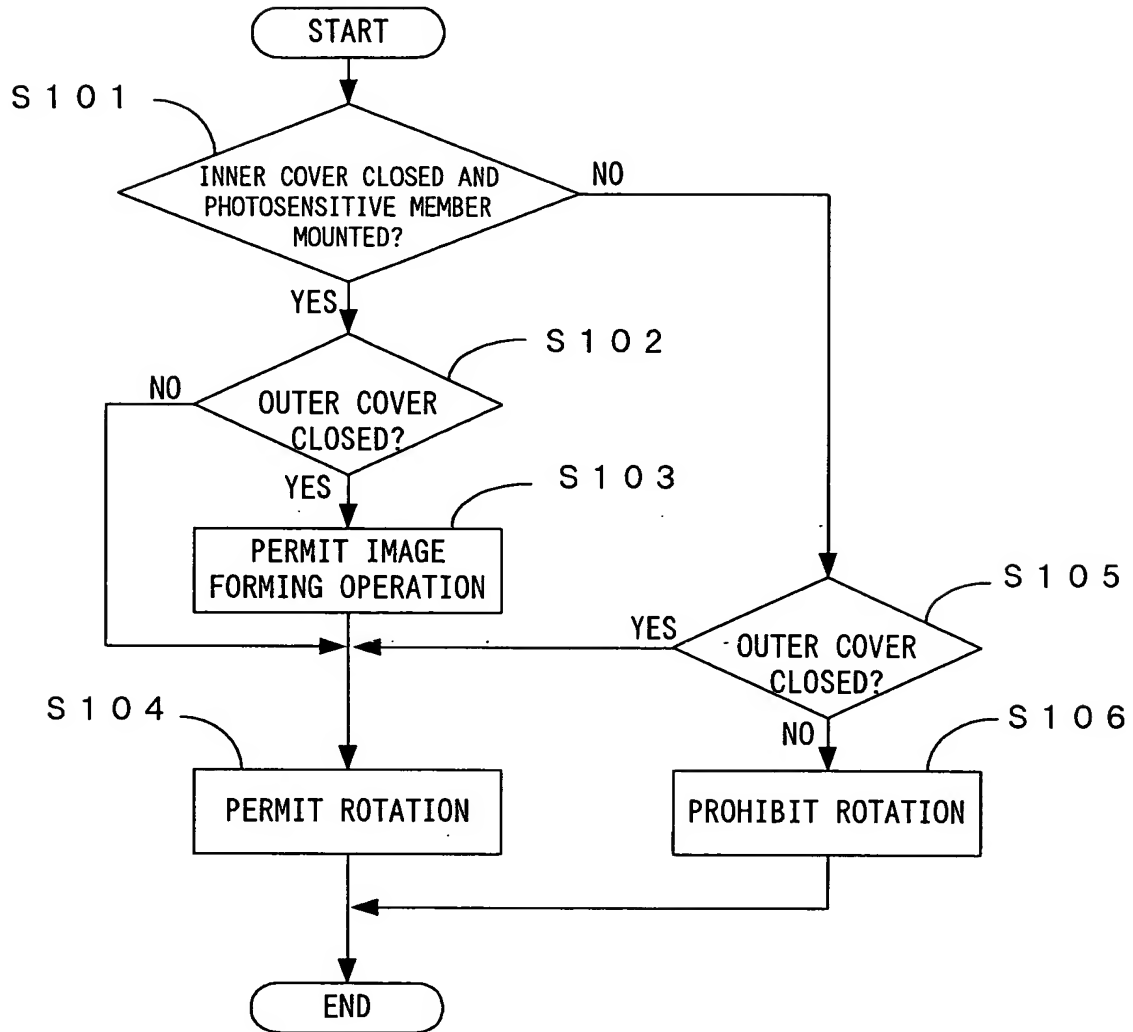 START
S101
INNER COVER CLOSED AND
PHOTOSENSITIVE MEMBER
MOUNTED?
NO
YES
S102
NO
OUTER COVER
CLOSED?
YES
S103
PERMIT IMAGE
FORMING OPERATION
S105
YES
OUTER COVER
CLOSED?
S104
NO
S106
PERMIT ROTATION
PROHIBIT ROTATION
END